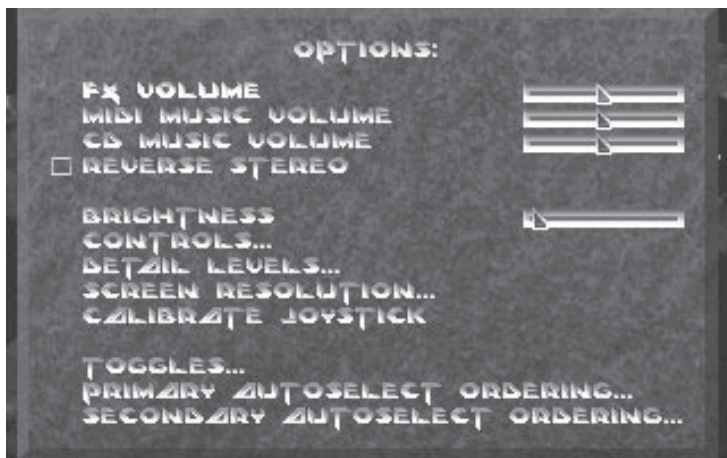 OPTIONS:
FX VOLUME
MIDI MUSIC VOLUME
CD MUSIC VOLUME
REVERSE STEREO
BRIGHTNESS
CONTROLS...
DETAIL LEVELS...
SCREEN RESOLUTION...
CALIBRATE JOYSTICK
TOGGLES...
PRIMARY AUTOSELECT ORDERING...
SECONDARY AUTOSELECT ORDERING...